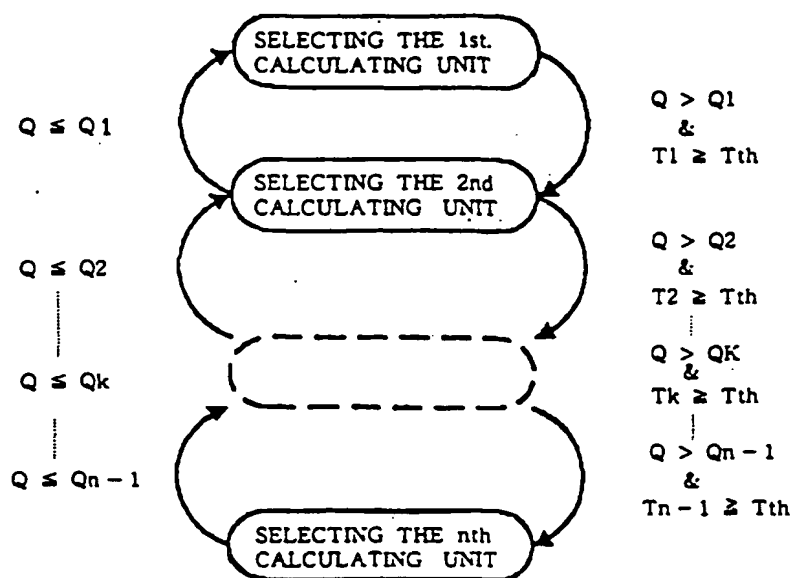 SELECTING THE 1st.
CALCULATING UNIT
Q ≦ Q1
Q > Q1
&
T1 ≧ Tth
SELECTING THE 2nd
CALCULATING UNIT
Q ≦ Q2
Q > Q2
&
T2 ≧ Tth
Q ≦ Qk
Q > QK
&
Tk ≧ Tth
Q ≦ Qn-1
Q > Qn-1
&
Tn-1 ≧ Tth
SELECTING THE nth
CALCULATING UNIT